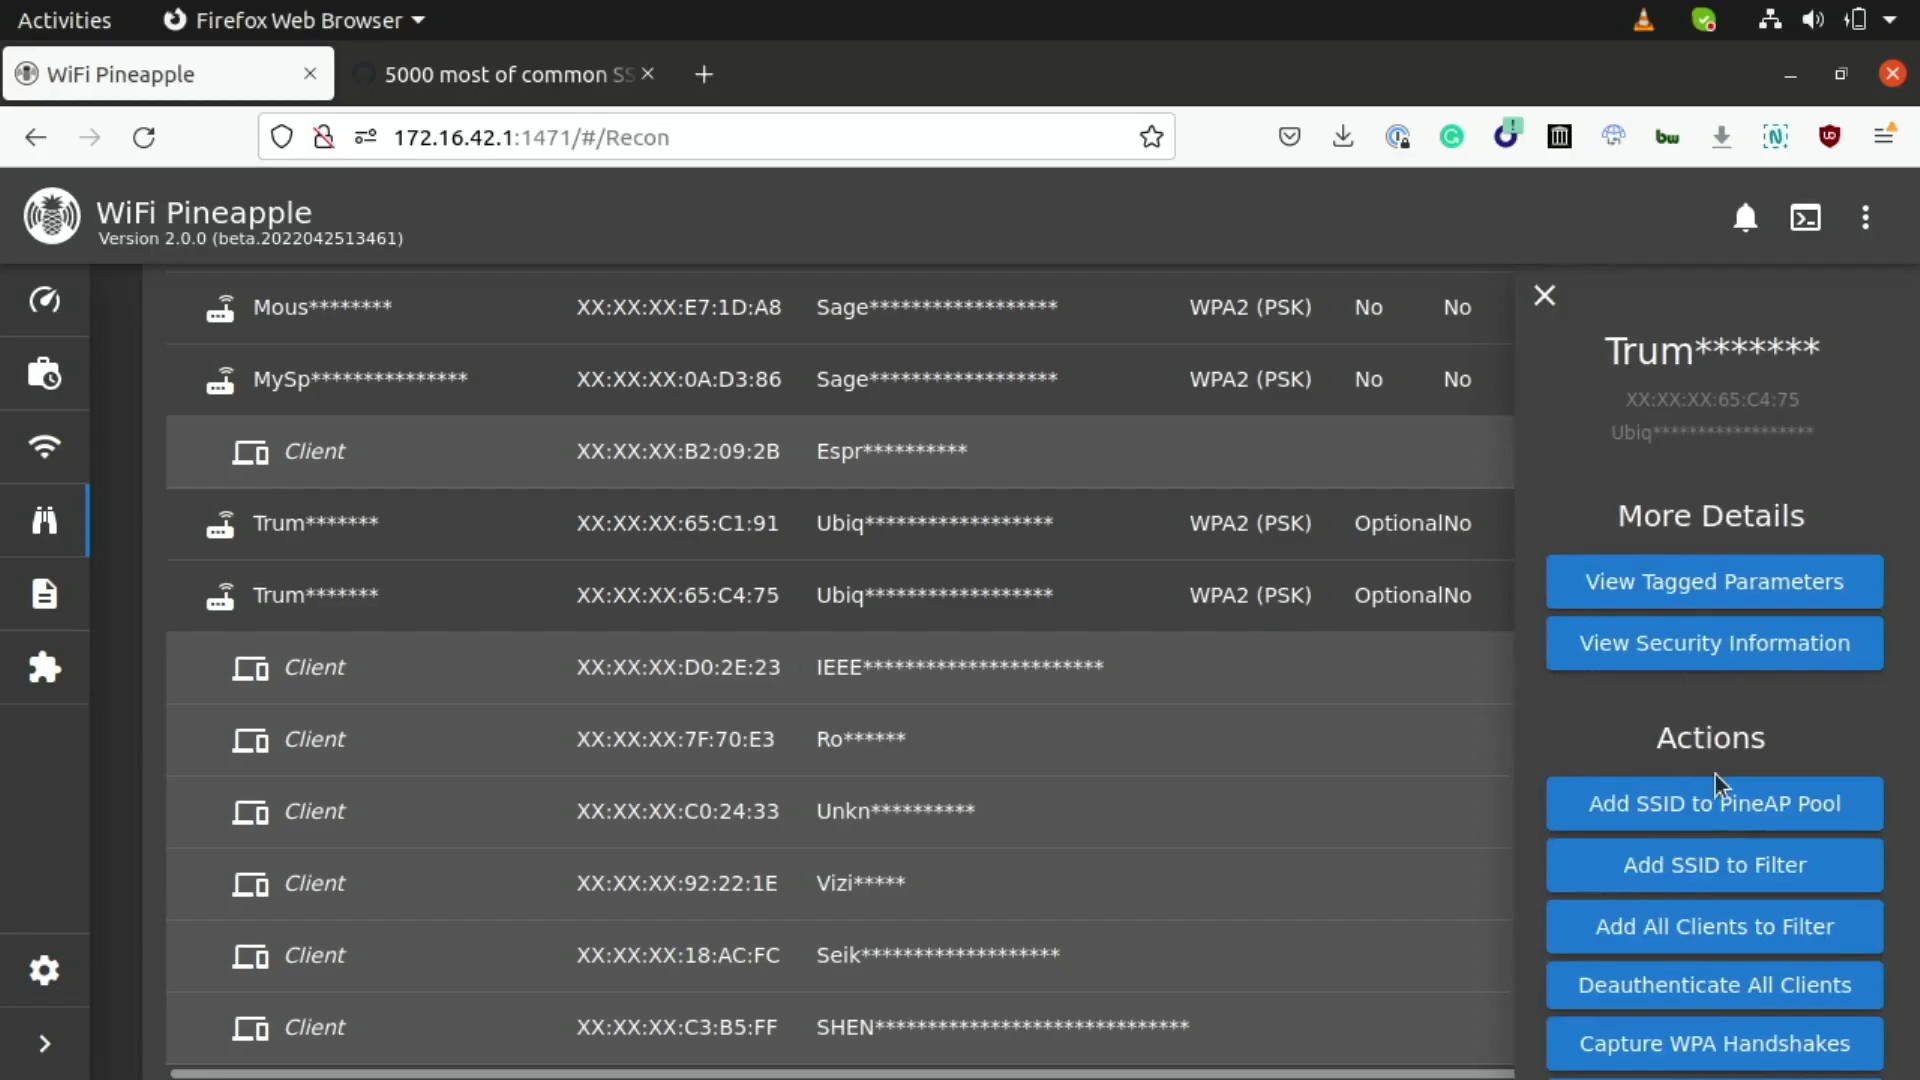 Activities
Firefox Web Browser
WiFi Pineapple
5000 most of common SS
172.16.42.1:1471/#/Recon
bw
N
WiFi Pineapple
Version 2.0.0 (beta.2022042513461)
Mous******** XX:XX:XX:E7:1D:A8 Sage****************** WPA2 (PSK) No No
MySp*************** XX:XX:XX:0A:D3:86 Sage****************** WPA2 (PSK) No No
Client XX:XX:XX:B2:09:2B Espr**********
Trum******* XX:XX:XX:65:C1:91 Ubiq****************** WPA2 (PSK) OptionalNo
Trum******* XX:XX:XX:65:C4:75 Ubiq****************** WPA2 (PSK) OptionalNo
Client XX:XX:XX:D0:2E:23 IEEE************************
Client XX:XX:XX:7F:70:E3 Ro******
Client XX:XX:XX:C0:24:33 Unkn**********
Client XX:XX:XX:92:22:1E Vizi*****
Client XX:XX:XX:18:AC:FC Seik*******************
Client XX:XX:XX:C3:B5:FF SHEN******************************
Trum*******
XX:XX:XX:65:C4:75
Ubiq******************
More Details
View Tagged Parameters
View Security Information
Actions
Add SSID to PineAP Pool
Add SSID to Filter
Add All Clients to Filter
Deauthenticate All Clients
Capture WPA Handshakes